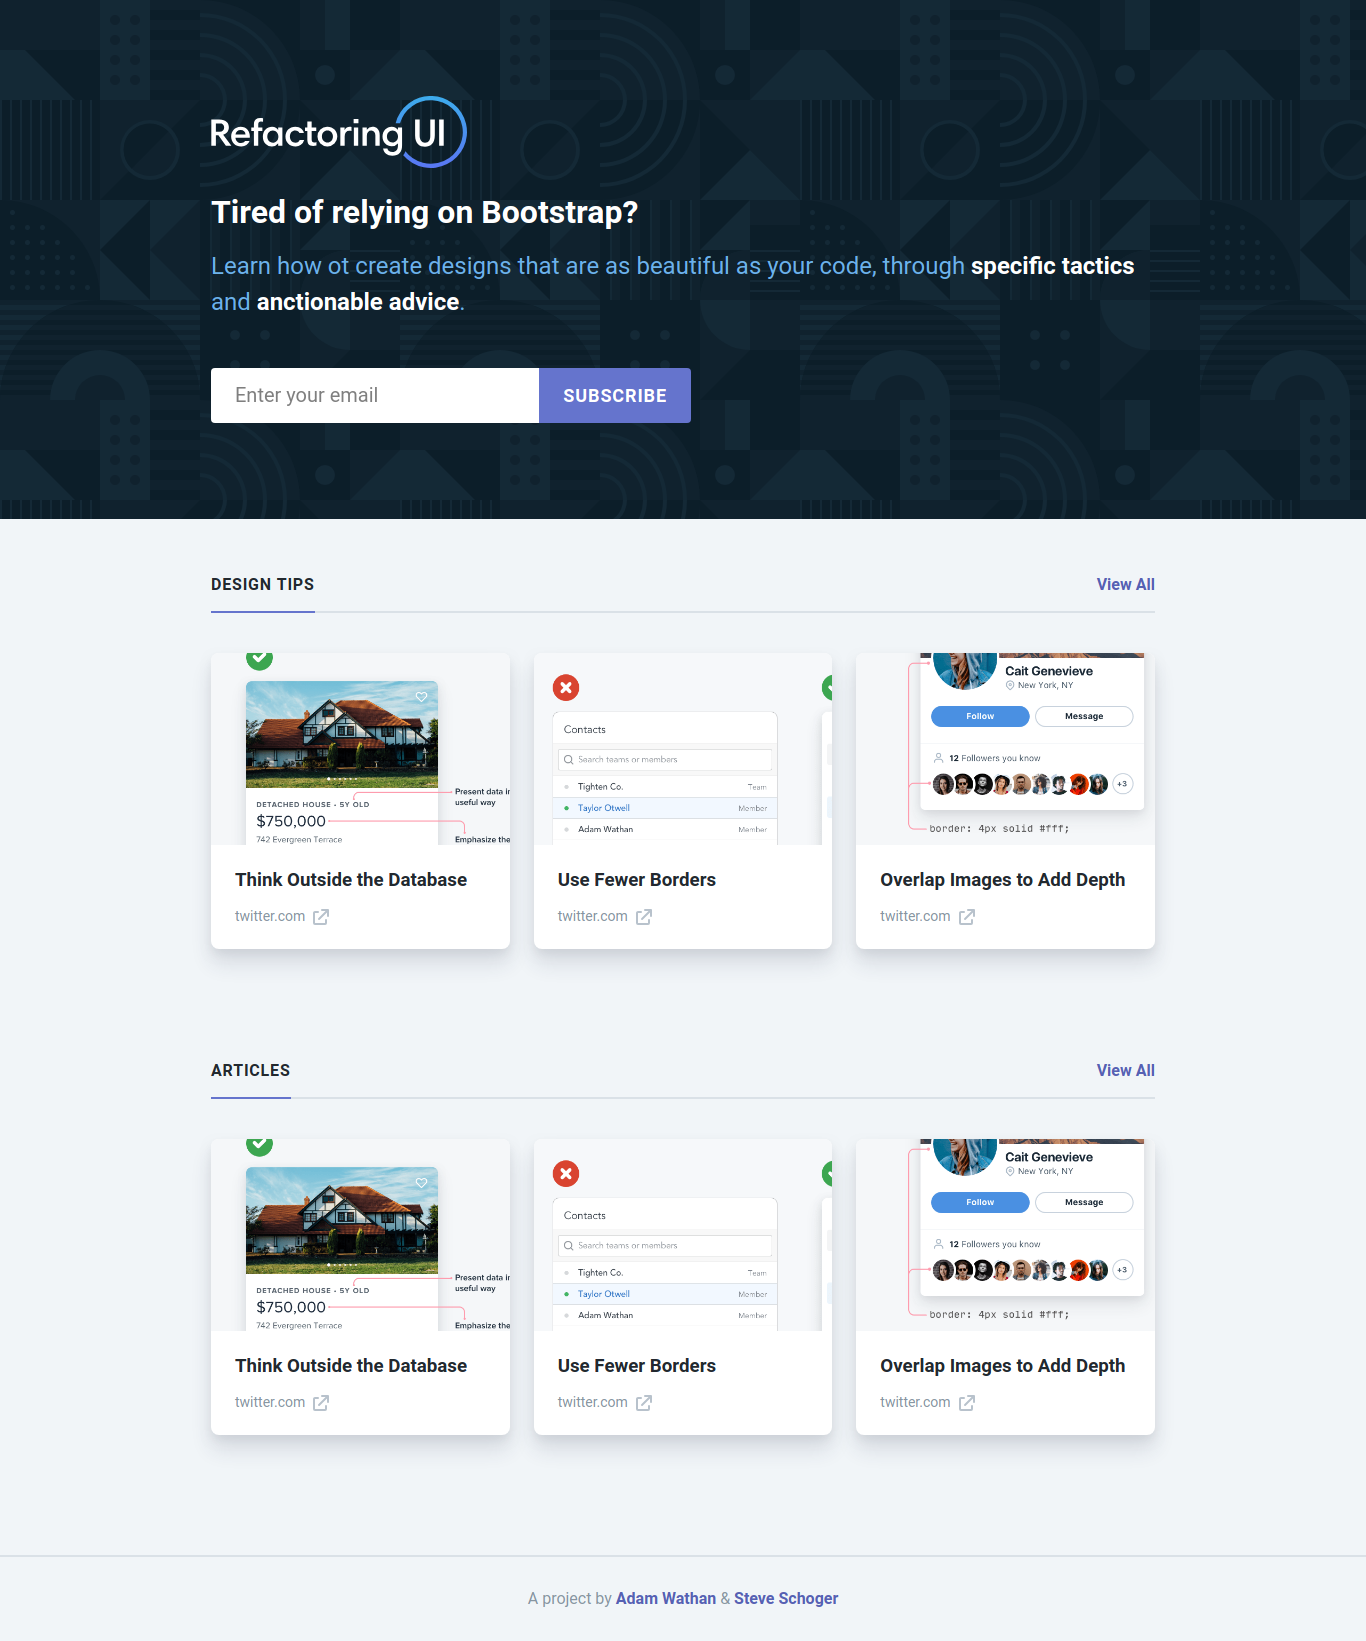 Refactoring UI
Tired of relying on Bootstrap?
Learn how ot create designs that are as beautiful as your code, through specific tactics
and anctionable advice.
Enter your email
SUBSCRIBE
DESIGN TIPS
View All
Present data in
useful way
DETACHED HOUSE • 5Y OLD
$750,000
742 Evergreen Terrace
Emphasize the
Think Outside the Database
twitter.com
Contacts
Search teams or members
Tighten Co. Team
Taylor Otwell Member
Adam Wathan Member
Use Fewer Borders
twitter.com
Cait Genevieve
New York, NY
Follow
Message
12 Followers you know
+3
border: 4px solid #fff;
Overlap Images to Add Depth
twitter.com
ARTICLES
View All
Present data in
useful way
DETACHED HOUSE • 5Y OLD
$750,000
742 Evergreen Terrace
Emphasize the
Think Outside the Database
twitter.com
Contacts
Search teams or members
Tighten Co. Team
Taylor Otwell Member
Adam Wathan Member
Use Fewer Borders
twitter.com
Cait Genevieve
New York, NY
Follow
Message
12 Followers you know
+3
border: 4px solid #fff;
Overlap Images to Add Depth
twitter.com
A project by Adam Wathan & Steve Schoger